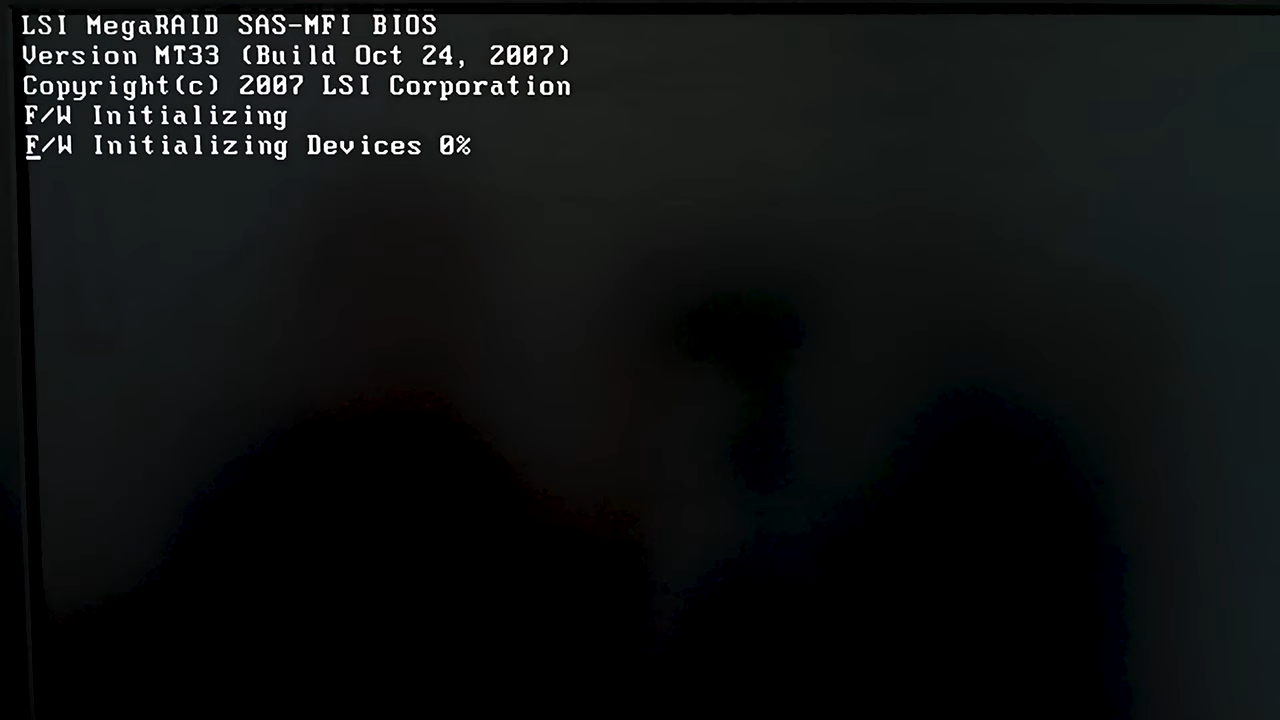 LSI MegaRAID SAS-MFI BIOS
Version MT33 (Build Oct 24, 2007)
Copyright(c) 2007 LSI Corporation
F/W Initializing
F/W Initializing Devices 0%